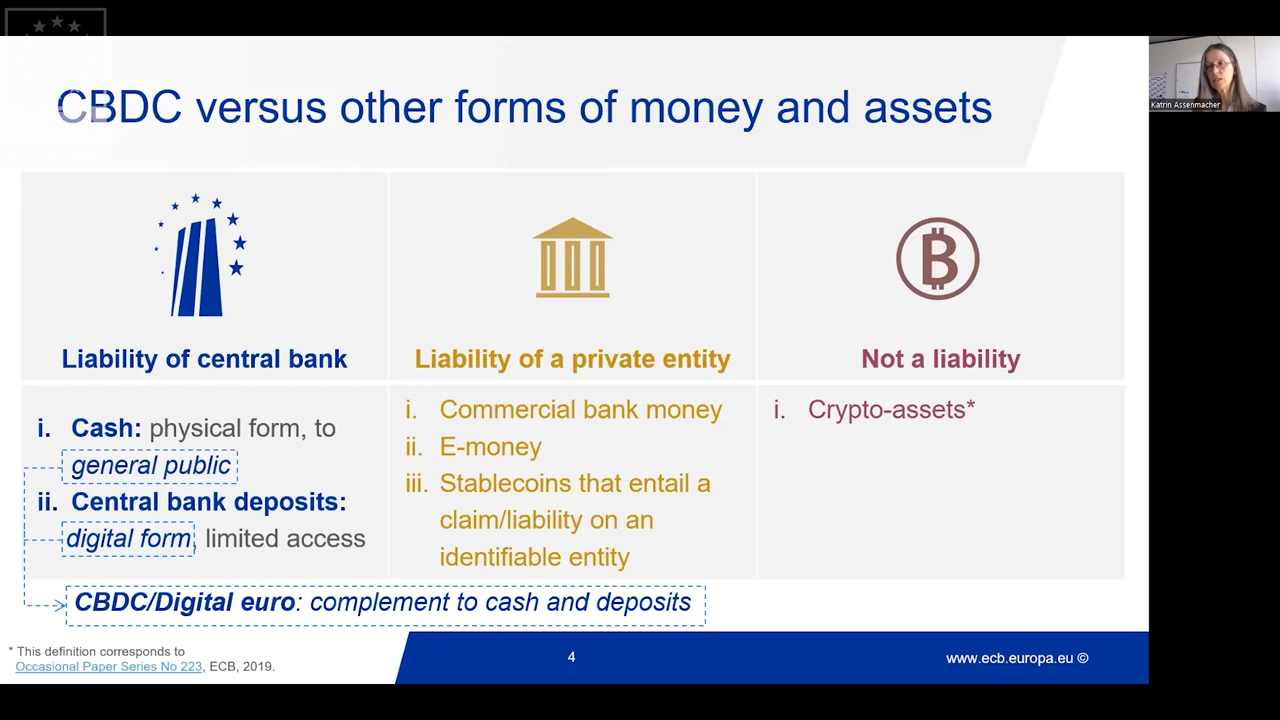 CBDC versus other forms of money and assets
Katrin Assenmacher
Liability of central bank
Liability of a private entity
Not a liability
i. Cash: physical form, to
general public
ii. Central bank deposits:
digital form, limited access
i. Commercial bank money
ii. E-money
iii. Stablecoins that entail a
claim/liability on an
identifiable entity
i. Crypto-assets*
CBDC/Digital euro: complement to cash and deposits
* This definition corresponds to
Occasional Paper Series No 223, ECB, 2019.
4
www.ecb.europa.eu ©